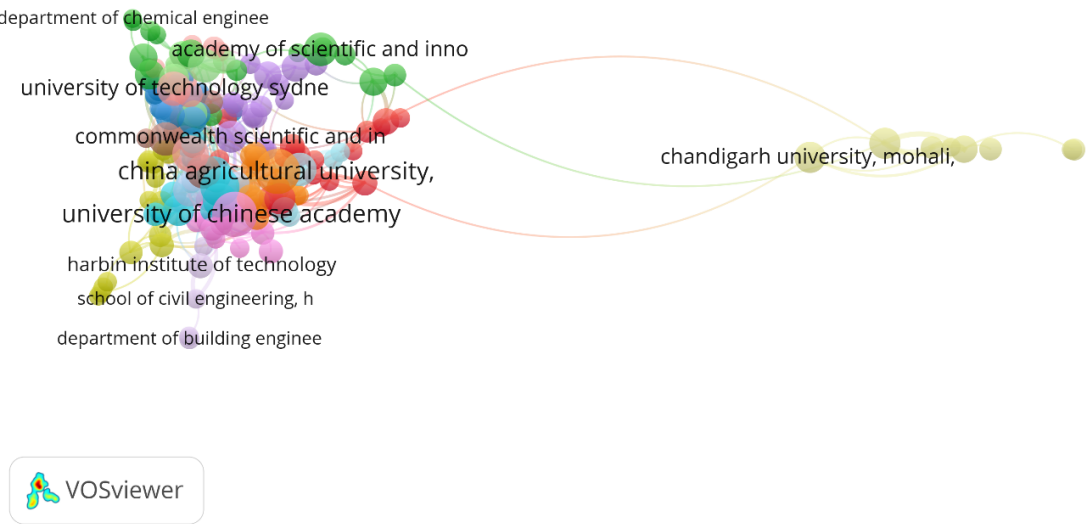 department of chemical enginee
academy of scientific and inno
university of technology sydne
commonwealth scientific and in
china agricultural university,
chandigarh university, mohali,
university of chinese academy
harbin institute of technology
school of civil engineering, h
department of building enginee
VOSviewer